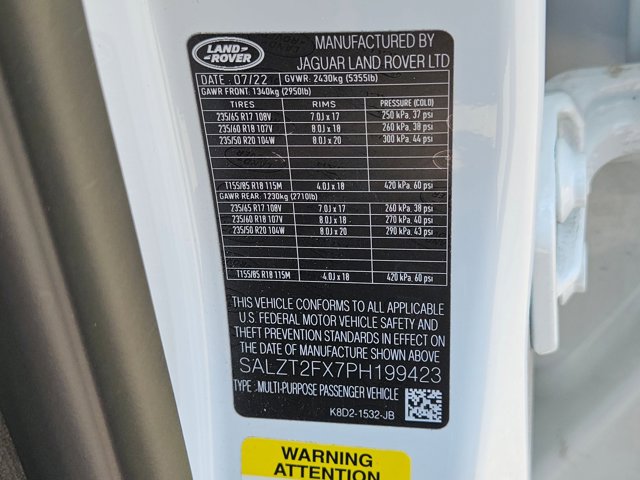 LAND-
ROVER
MANUFACTURED BY
JAGUAR LAND ROVER LTD
DATE 07/22 GVWR: 2430kg (5355lb)
GAWR FRONT: 1340kg (2950lb)
TIRES RIMS PRESSURE (COLD)
235/65 R17 108V 7.0J x 17 250 kPa, 37 psi
235/60 R18 107V 8.0J x 18 260 kPa, 38 psi
235/50 R20 104W 8.0J x 20 300 kPa, 44 psi
T155/85 R18 115M 4.0J x 18 420 kPa, 60 psi
GAWR REAR: 1230kg (2710lb)
235/65 R17 108V 7.0J x 17 260 kPa, 38 psi
235/60 R18 107V 8.0J x 18 270 kPa, 40 psi
235/50 R20 104W 8.0J x 20 290 kPa, 43 psi
T155/85 R18 115M 4.0J x 18 420 kPa, 60 psi
THIS VEHICLE CONFORMS TO ALL APPLICABLE
U.S. FEDERAL MOTOR VEHICLE SAFETY AND
THEFT PREVENTION STANDARDS IN EFFECT ON
THE DATE OF MANUFACTURE SHOWN ABOVE
SALZT2FX7PH199423
TYPE : MULTI-PURPOSE PASSENGER VEHICLE
K8D2-1532-JB
WARNING
ATTENTION